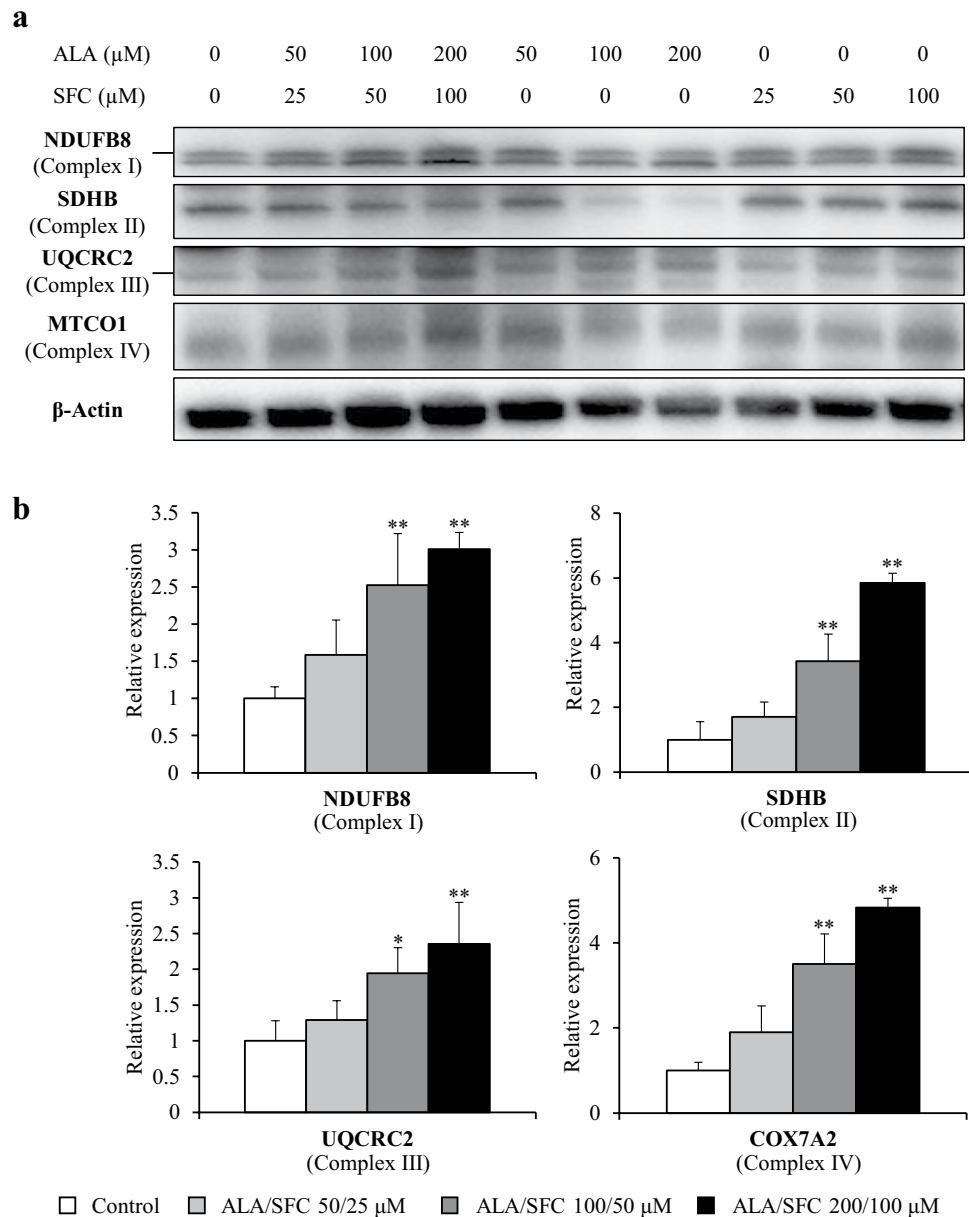 a
ALA (μM) 0 50 100 200 50 100 200 0 0 0
SFC (μM) 0 25 50 100 0 0 0 25 50 100
NDUFB8
(Complex I)
SDHB
(Complex II)
UQCRC2
(Complex III)
MTCO1
(Complex IV)
β-Actin
b
Relative expression
3.5
3
2.5
2
1.5
1
0.5
0
** **
NDUFB8
(Complex I)
Relative expression
8
6
4
2
0
** **
SDHB
(Complex II)
Relative expression
3.5
3
2.5
2
1.5
1
0.5
0
* **
UQCRC2
(Complex III)
Relative expression
6
4
2
0
** **
COX7A2
(Complex IV)
Control ALA/SFC 50/25 μM ALA/SFC 100/50 μM ALA/SFC 200/100 μM